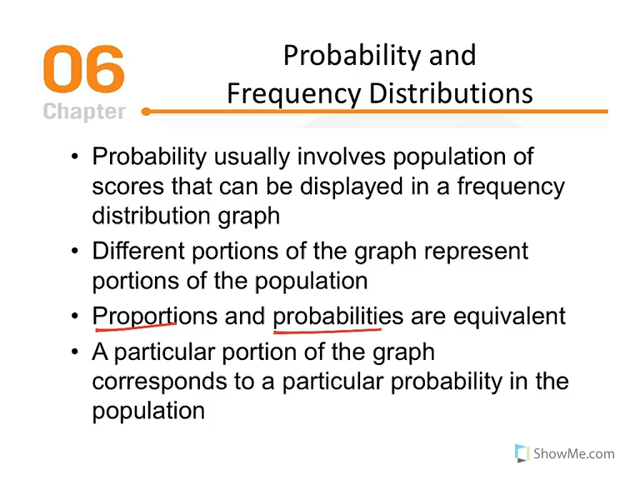 06
Chapter
Probability and
Frequency Distributions
• Probability usually involves population of
scores that can be displayed in a frequency
distribution graph
• Different portions of the graph represent
portions of the population
• Proportions and probabilities are equivalent
• A particular portion of the graph
corresponds to a particular probability in the
population
ShowMe.com